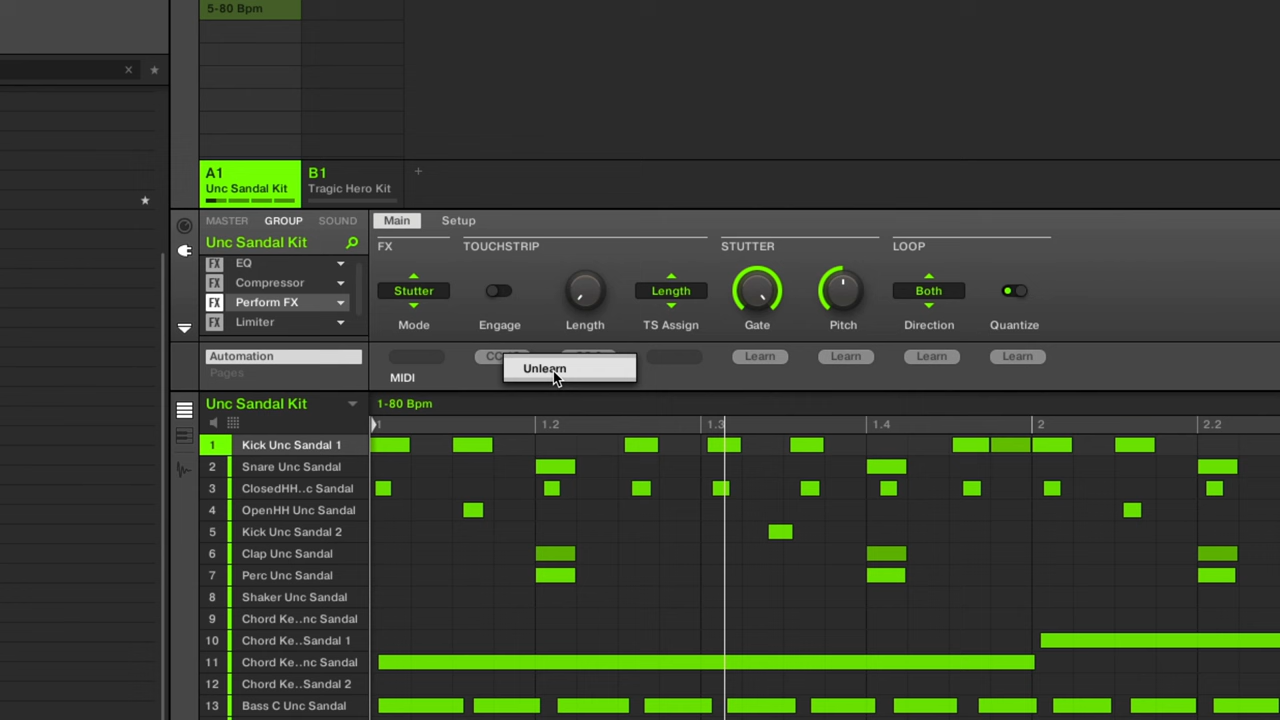 5-80 Bpm
A1
Unc Sandal Kit
B1
Tragic Hero Kit
+
MASTER GROUP SOUND
Main Setup
Unc Sandal Kit
FX TOUCHSTRIP STUTTER LOOP
FX EQ
FX Compressor
FX Perform FX
FX Limiter
Stutter Length Both
Mode Engage Length TS Assign Gate Pitch Direction Quantize
Automation
Pages
Learn Learn Learn Learn
Unlearn
MIDI
Unc Sandal Kit
1-80 Bpm
1 1.2 1.3 1.4 2 2.2
1 Kick Unc Sandal 1
2 Snare Unc Sandal
3 ClosedHH..c Sandal
4 OpenHH Unc Sandal
5 Kick Unc Sandal 2
6 Clap Unc Sandal
7 Perc Unc Sandal
8 Shaker Unc Sandal
9 Chord Ke..nc Sandal
10 Chord Ke..Sandal 1
11 Chord Ke..nc Sandal
12 Chord Ke..Sandal 2
13 Bass C Unc Sandal